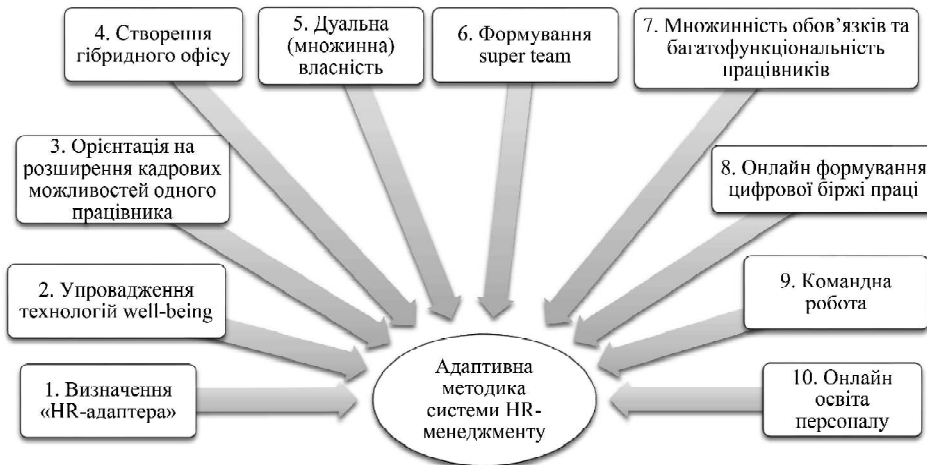 4. Створення
гібридного офісу
5. Дуальна
(множинна)
власність
6. Формування
super team
7. Множинність обов’язків та
багатофункціональність
працівників
3. Орієнтація на
розширення кадрових
можливостей одного
працівника
8. Онлайн формування
цифрової біржі праці
2. Упровадження
технологій well-being
9. Командна
робота
1. Визначення
«HR-адаптера»
Адаптивна
методика
системи HR-
менеджменту
10. Онлайн
освіта
персоналу